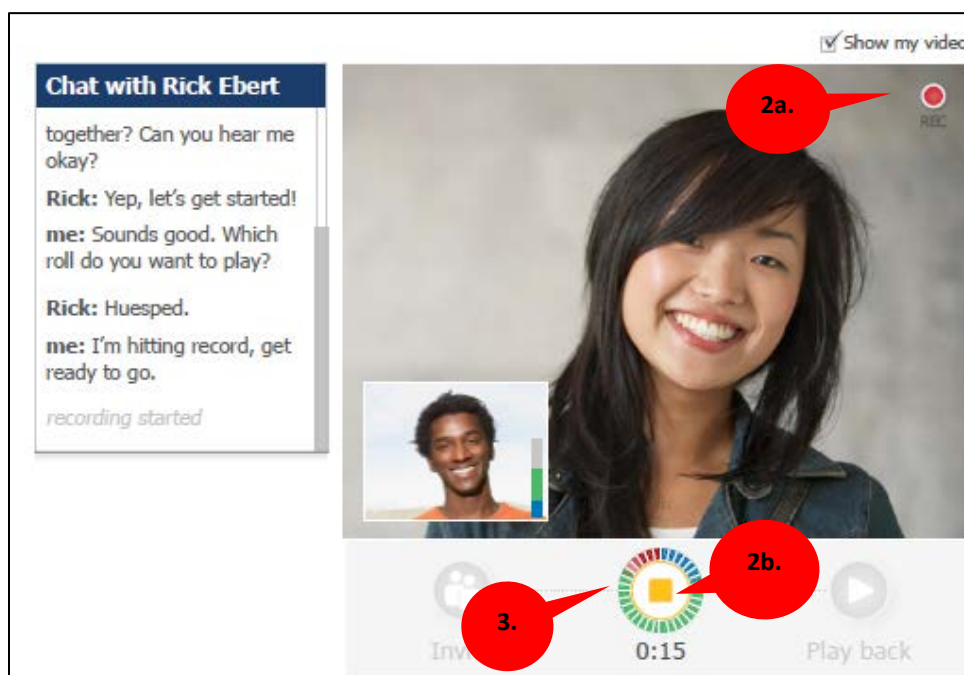 Show my video
Chat with Rick Ebert
together? Can you hear me
okay?
Rick: Yep, let's get started!
me: Sounds good. Which
roll do you want to play?
Rick: Huesped.
me: I'm hitting record, get
ready to go.
recording started
2a.
REC
2b.
3.
0:15
Play back